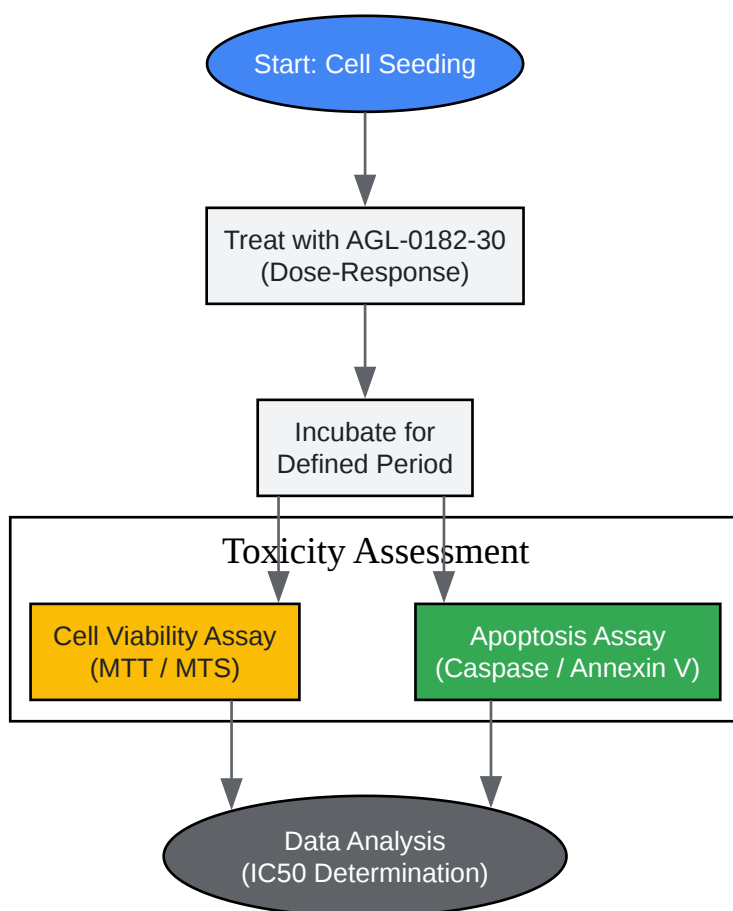 Start: Cell Seeding
Treat with AGL-0182-30
(Dose-Response)
Incubate for
Defined Period
Toxicity Assessment
Cell Viability Assay
(MTT / MTS)
Apoptosis Assay
(Caspase / Annexin V)
Data Analysis
(IC50 Determination)